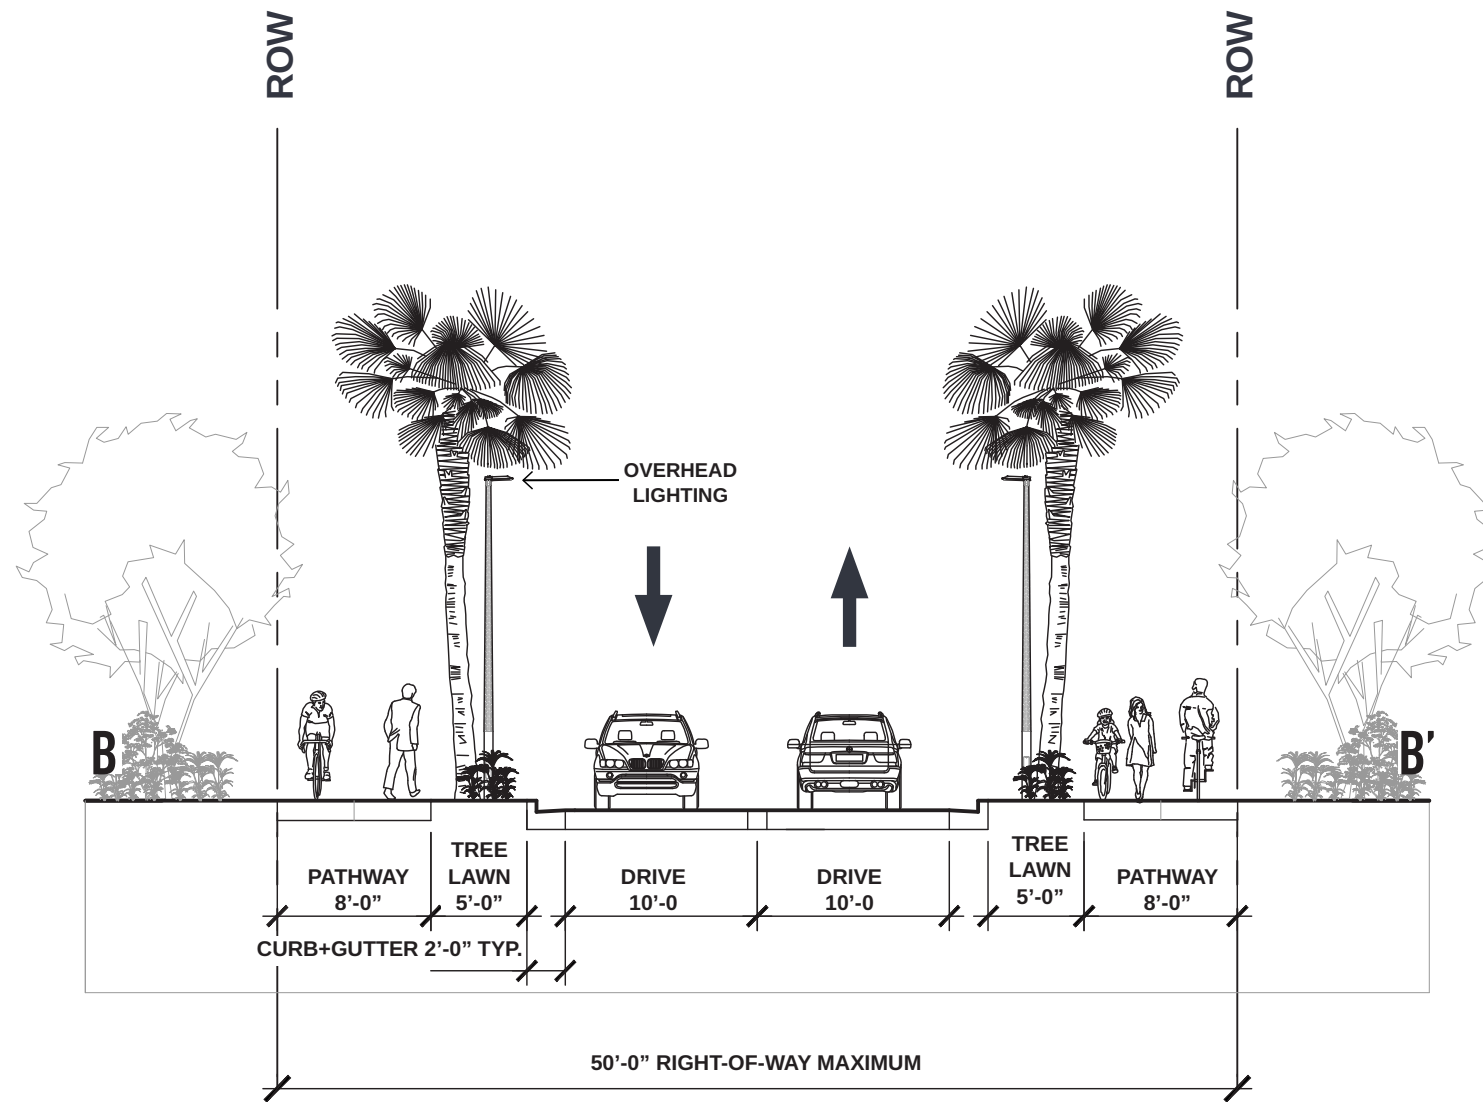 ROW
ROW
OVERHEAD
LIGHTING
B
B’
PATHWAY
8’-0”
TREE
LAWN
5’-0”
DRIVE
10’-0
DRIVE
10’-0
TREE
LAWN
5’-0”
PATHWAY
8’-0”
CURB+GUTTER 2’-0” TYP.
50’-0” RIGHT-OF-WAY MAXIMUM